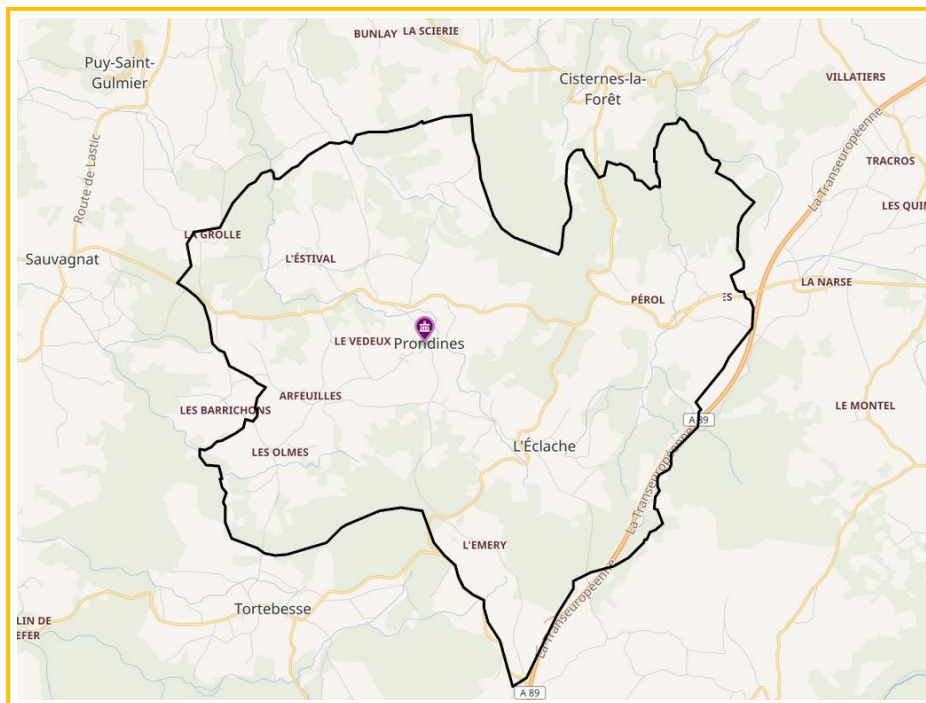 BUNLAY
LA SCIERIE
Puy-Saint-
Gulmier
Cisternes-la-
Forêt
VILLATIERS
La Transeuropéenne
Route de Lastic
TRACROS
LES QUIN
LA GROLLE
Sauvagnat
L'ÉSTIVAL
LA NARSE
PÉROL
ES
LE VEDEUX
Prondines
ARFEUILLES
LES BARRICHONS
LE MONTEL
A 89
L'Éclache
LES OLMES
La Transeuropéenne
L'EMERY
Tortebesse
La Transeuropéenne
LIN DE
EFER
A 89